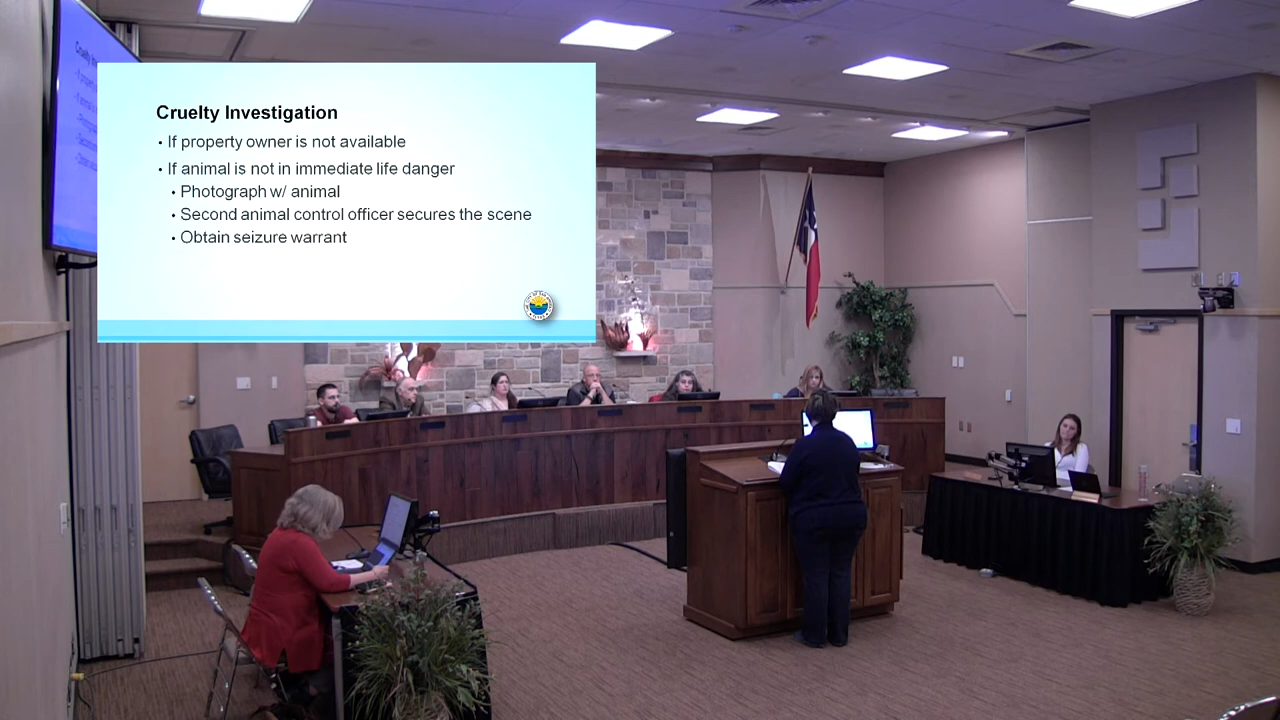 Cruelty Investigation
• If property owner is not available
• If animal is not in immediate life danger
• Photograph w/ animal
• Second animal control officer secures the scene
• Obtain seizure warrant